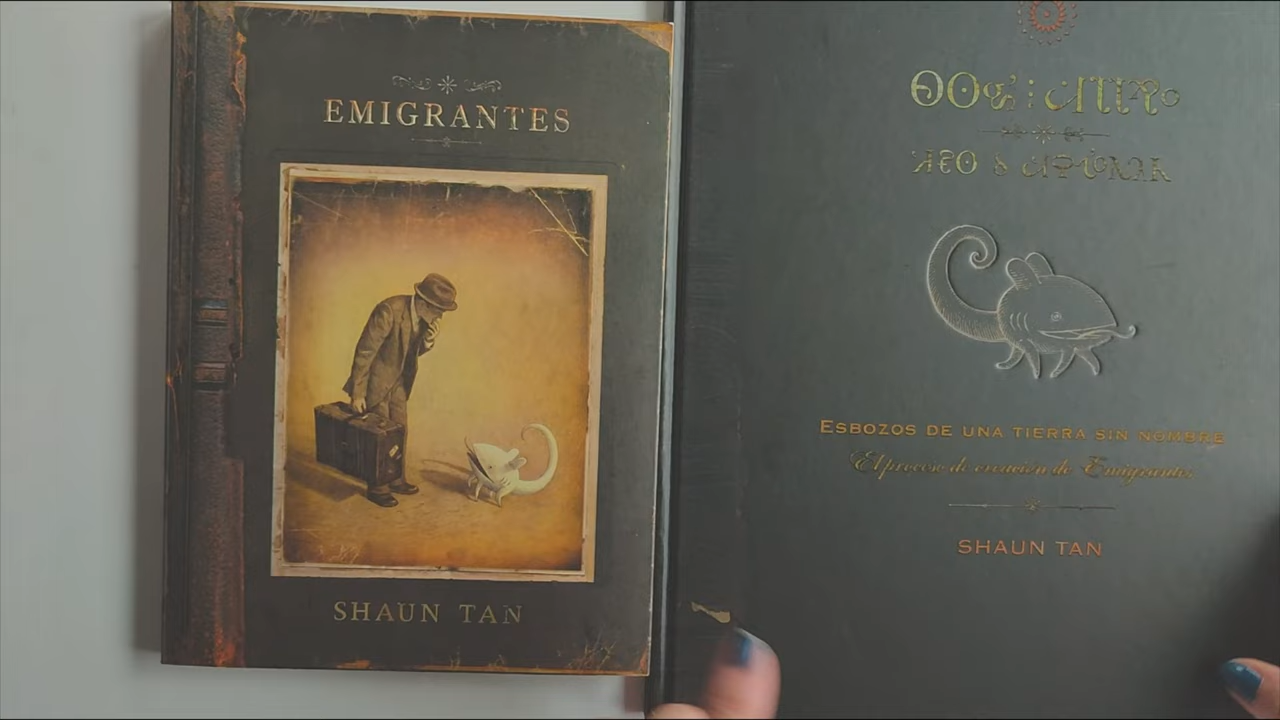 EMIGRANTES
SHAUN TAN
ESBOZOS DE UNA TIERRA SIN NOMBRE
El proceso de creación de Emigrantes
SHAUN TAN